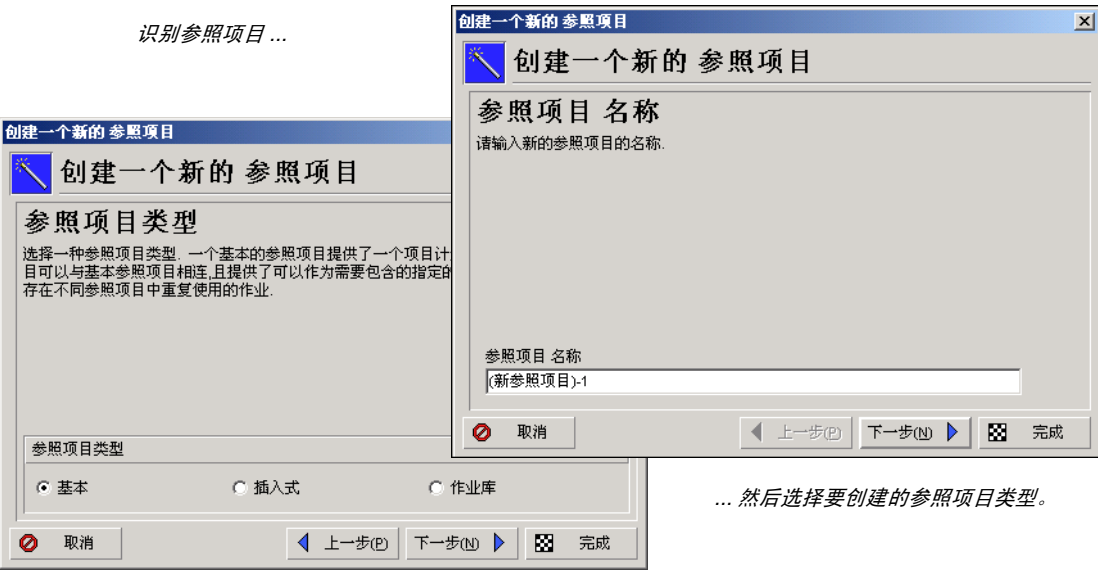 识别参照项目 ...
创建一个新的 参照项目
创建一个新的 参照项目
参照项目 名称
请输入新的参照项目的名称.
参照项目 名称
(新参照项目)-1
取消
上一步(P)
下一步(N)
完成
创建一个新的 参照项目
创建一个新的 参照项目
参照项目类型
选择一种参照项目类型. 一个基本的参照项目提供了一个项目计
目可以与基本参照项目相连,且提供了可以作为需要包含的指定的
存在不同参照项目中重复使用的作业.
参照项目类型
基本
插入式
作业库
取消
上一步(P)
下一步(N)
完成
... 然后选择要创建的参照项目类型。